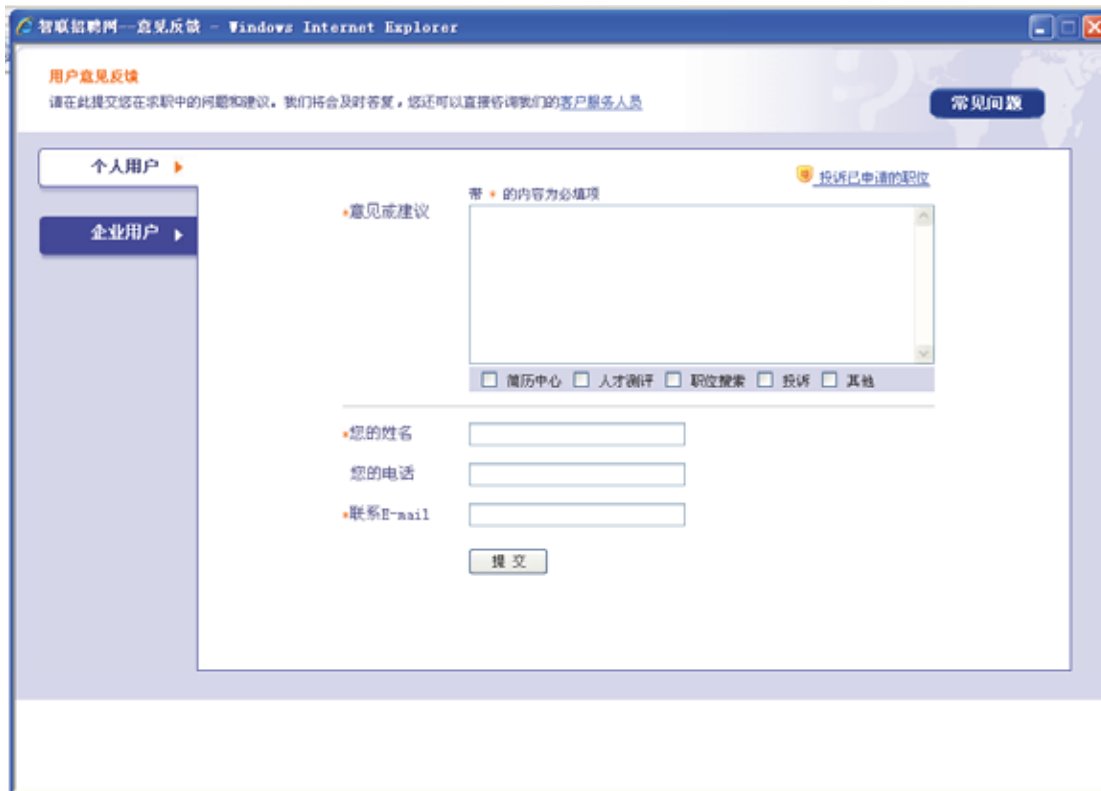 智联招聘网--意见反馈 - Windows Internet Explorer
用户意见反馈
请在此提交您在求职中的问题和建议。我们将会及时答复,您还可以直接咨询我们的客户服务人员
常见问题
个人用户
企业用户
投诉已申请的职位
带 * 的内容为必填项
*意见或建议
简历中心 人才测评 职位搜索 投诉 其他
*您的姓名
您的电话
*联系E-mail
提 交